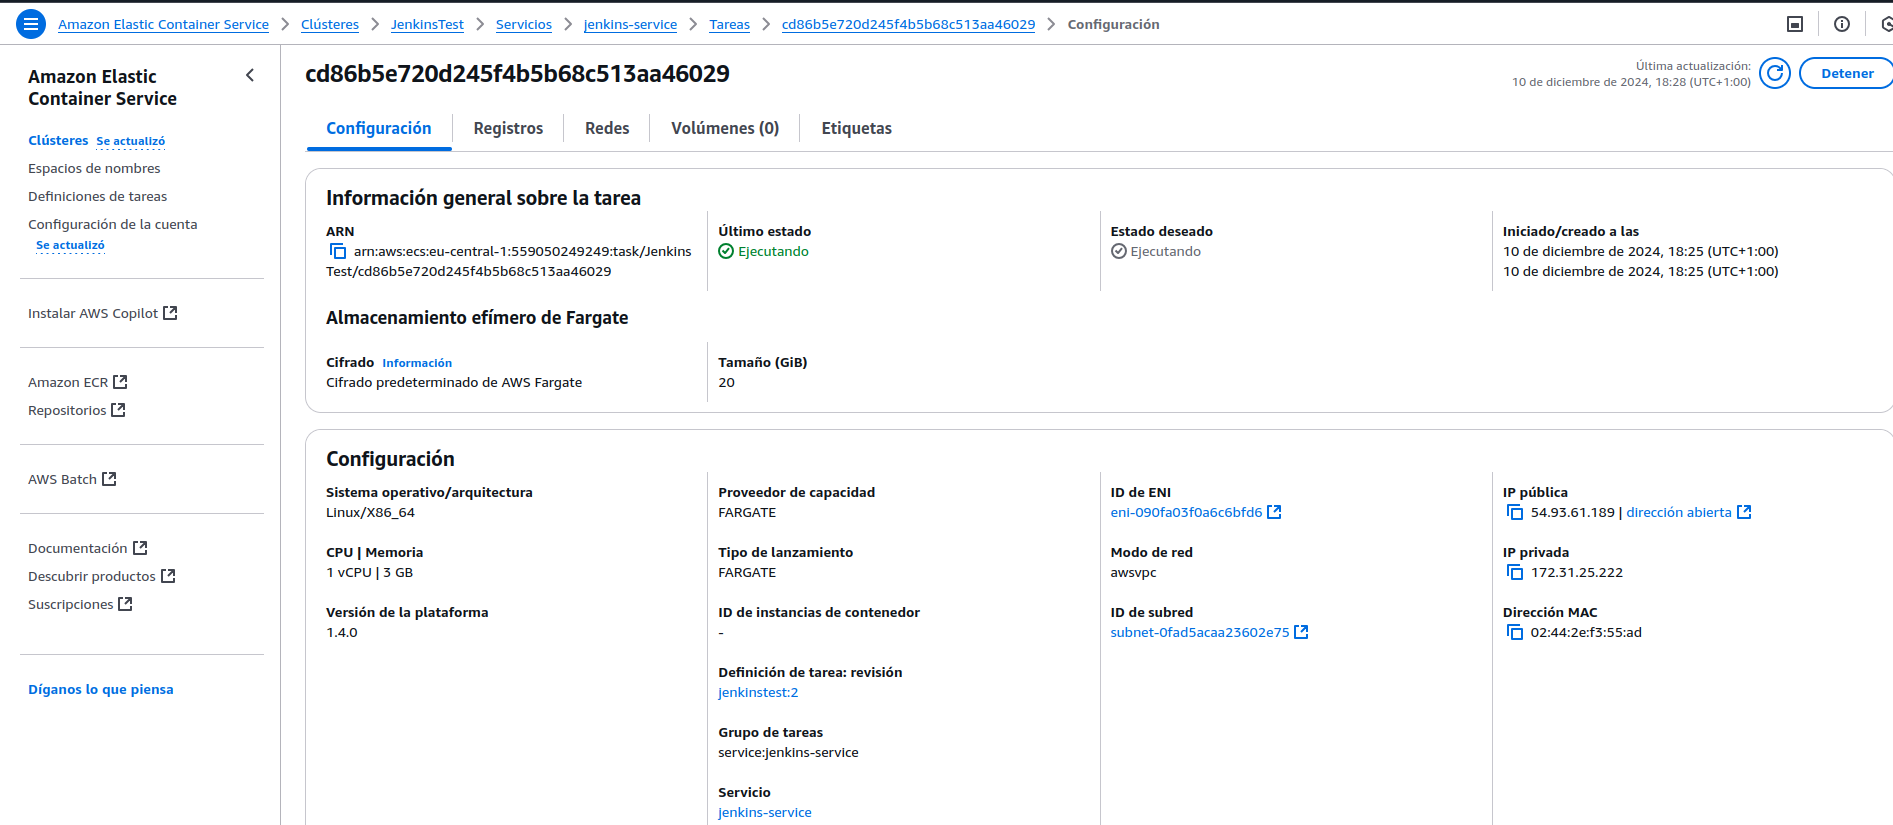 Amazon Elastic Container Service > Clústeres > JenkinsTest > Servicios > jenkins-service > Tareas > cd86b5e720d245f4b5b68c513aa46029 > Configuración
Amazon Elastic
Container Service
Clústeres Se actualizó
Espacios de nombres
Definiciones de tareas
Configuración de la cuenta
Se actualizó
Instalar AWS Copilot
Amazon ECR
Repositorios
AWS Batch
Documentación
Descubrir productos
Suscripciones
Díganos lo que piensa
cd86b5e720d245f4b5b68c513aa46029
Última actualización:
10 de diciembre de 2024, 18:28 (UTC+1:00)
Detener
Configuración
Registros
Redes
Volúmenes (0)
Etiquetas
Información general sobre la tarea
ARN
arn:aws:ecs:eu-central-1:559050249249:task/Jenkins
Test/cd86b5e720d245f4b5b68c513aa46029
Último estado
Ejecutando
Estado deseado
Ejecutando
Iniciado/creado a las
10 de diciembre de 2024, 18:25 (UTC+1:00)
10 de diciembre de 2024, 18:25 (UTC+1:00)
Almacenamiento efímero de Fargate
Cifrado Información
Cifrado predeterminado de AWS Fargate
Tamaño (GiB)
20
Configuración
Sistema operativo/arquitectura
Linux/X86_64
CPU | Memoria
1 vCPU | 3 GB
Versión de la plataforma
1.4.0
Proveedor de capacidad
FARGATE
Tipo de lanzamiento
FARGATE
ID de instancias de contenedor
-
Definición de tarea: revisión
jenkinstest:2
Grupo de tareas
service:jenkins-service
Servicio
jenkins-service
ID de ENI
eni-090fa03f0a6c6bfd6
Modo de red
awsvpc
ID de subred
subnet-0fad5acaa23602e75
IP pública
54.93.61.189 | dirección abierta
IP privada
172.31.25.222
Dirección MAC
02:44:2e:f3:55:ad